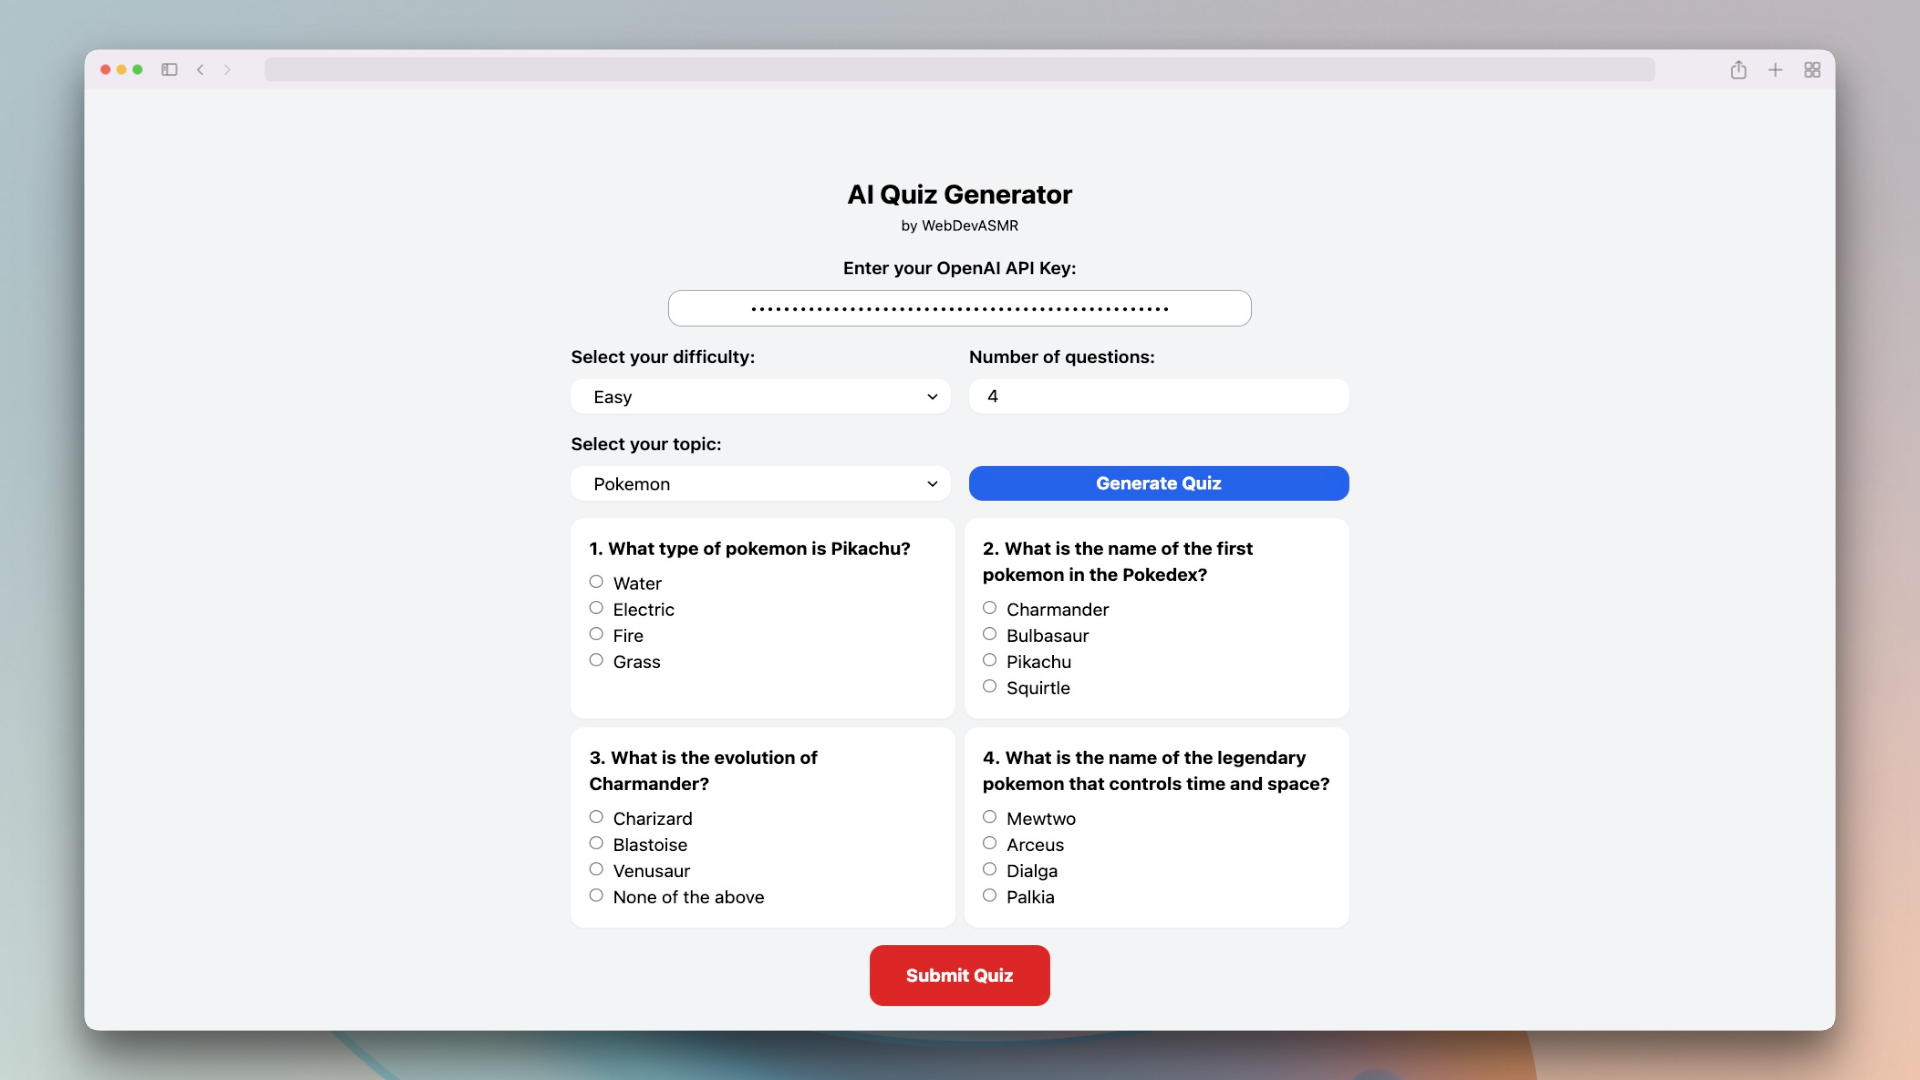 AI Quiz Generator
by WebDevASMR
Enter your OpenAI API Key:
Select your difficulty:
Number of questions:
Easy
4
Select your topic:
Pokemon
Generate Quiz
1. What type of pokemon is Pikachu?
Water
Electric
Fire
Grass
2. What is the name of the first
pokemon in the Pokedex?
Charmander
Bulbasaur
Pikachu
Squirtle
3. What is the evolution of
Charmander?
Charizard
Blastoise
Venusaur
None of the above
4. What is the name of the legendary
pokemon that controls time and space?
Mewtwo
Arceus
Dialga
Palkia
Submit Quiz